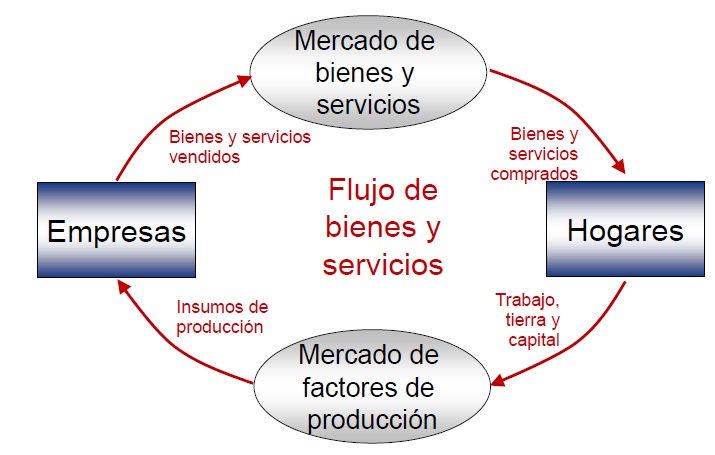 Mercado de
bienes y
servicios
Bienes y servicios
vendidos
Bienes y
servicios
comprados
Flujo de
bienes y
servicios
Empresas
Hogares
Insumos de
producción
Trabajo,
tierra y
capital
Mercado de
factores de
producción